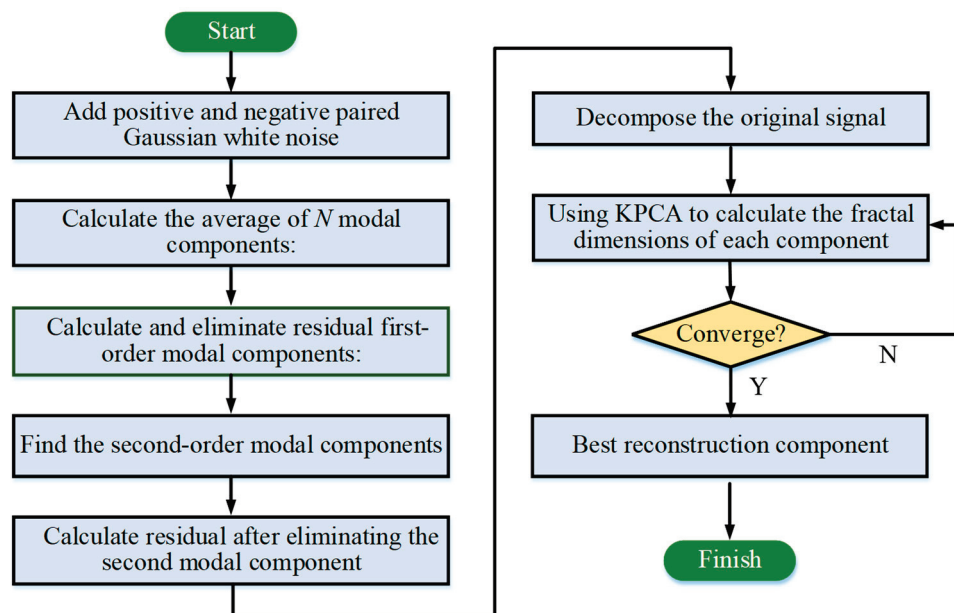 Start
Add positive and negative paired
Gaussian white noise
Calculate the average of N modal
components:
Calculate and eliminate residual first-
order modal components:
Find the second-order modal components
Calculate residual after eliminating the
second modal component
Decompose the original signal
Using KPCA to calculate the fractal
dimensions of each component
Converge?
N
Y
Best reconstruction component
Finish